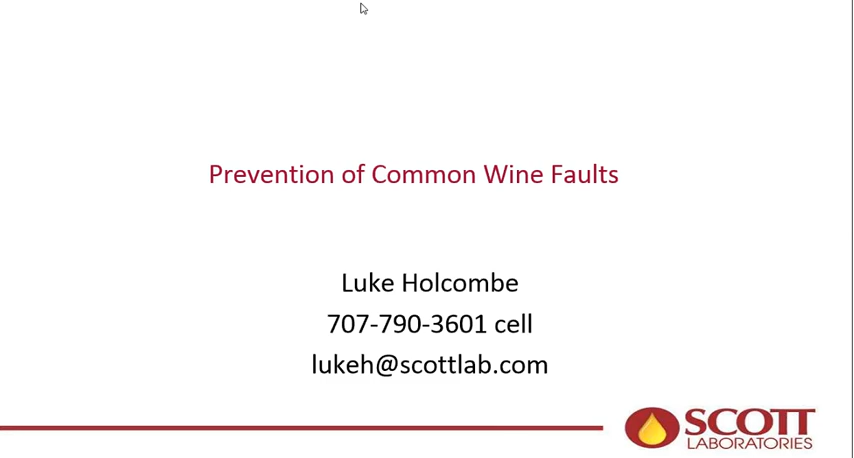 Prevention of Common Wine Faults
Luke Holcombe
707-790-3601 cell
lukeh@scottlab.com
SCOTT
LABORATORIES